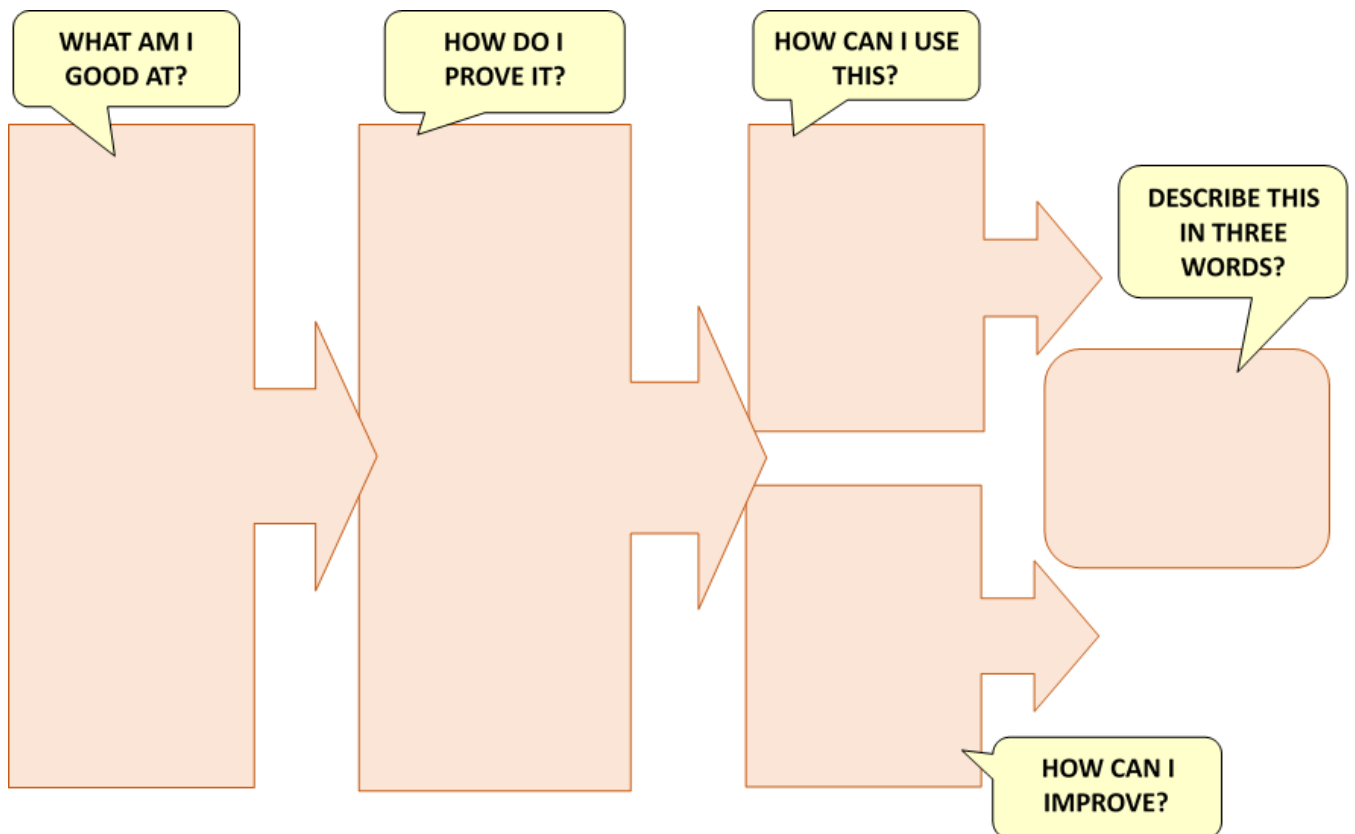 WHAT AM I
GOOD AT?
HOW DO I
PROVE IT?
HOW CAN I USE
THIS?
DESCRIBE THIS
IN THREE
WORDS?
HOW CAN I
IMPROVE?